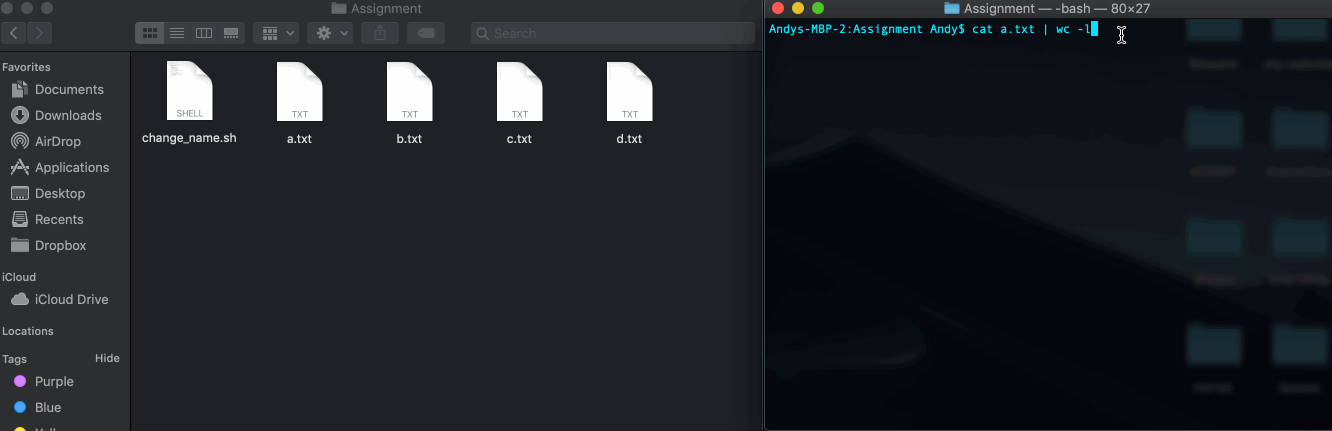 Assignment
Search
Favorites
Documents
Downloads
AirDrop
Applications
Desktop
Recents
Dropbox
iCloud
iCloud Drive
Locations
Tags Hide
Purple
Blue
SHELL
TXT
TXT
TXT
TXT
change_name.sh
a.txt
b.txt
c.txt
d.txt
Assignment — -bash — 80×27
Andys-MBP-2:Assignment Andy$ cat a.txt | wc -l